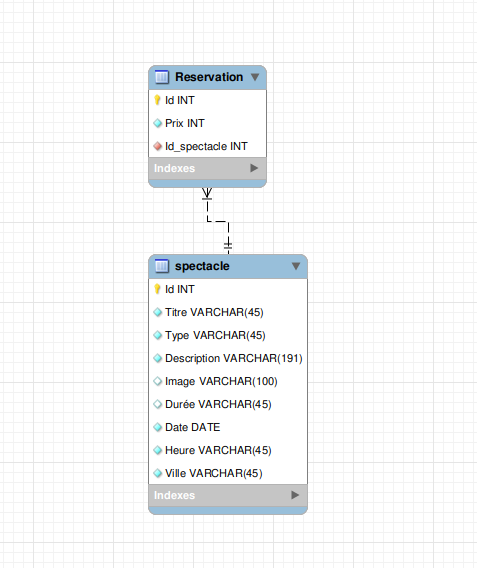 Reservation
Id INT
Prix INT
Id_spectacle INT
Indexes
spectacle
Id INT
Titre VARCHAR(45)
Type VARCHAR(45)
Description VARCHAR(191)
Image VARCHAR(100)
Durée VARCHAR(45)
Date DATE
Heure VARCHAR(45)
Ville VARCHAR(45)
Indexes